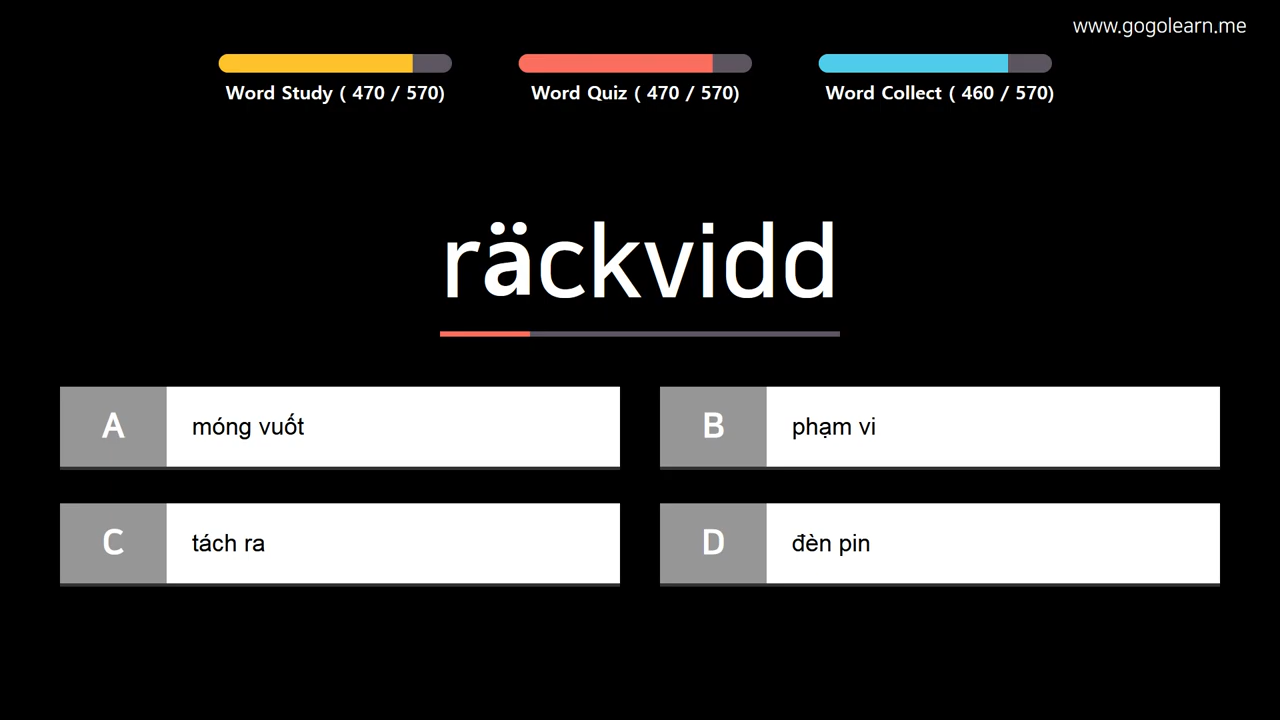 www.gogolearn.me
Word Study ( 470 / 570)
Word Quiz ( 470 / 570)
Word Collect ( 460 / 570)
räckvidd
A
móng vuốt
B
phạm vi
C
tách ra
D
đèn pin